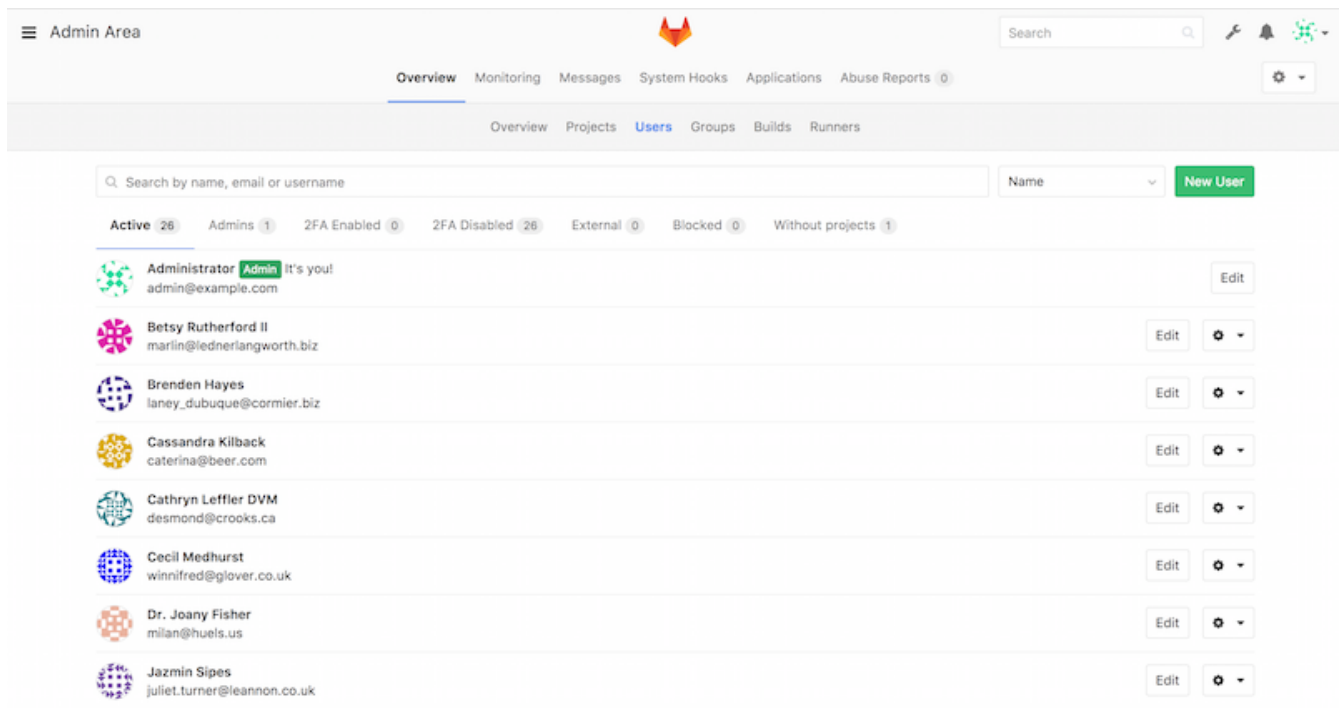 Admin Area
Search
Overview Monitoring Messages System Hooks Applications Abuse Reports 0
Overview Projects Users Groups Builds Runners
Search by name, email or username
Name
New User
Active 26 Admins 1 2FA Enabled 0 2FA Disabled 26 External 0 Blocked 0 Without projects 1
Administrator Admin It's you!
admin@example.com
Edit
Betsy Rutherford II
marlin@lednerlangworth.biz
Edit
Brenden Hayes
laney_dubuque@cormier.biz
Edit
Cassandra Kilback
caterina@beer.com
Edit
Cathryn Leffler DVM
desmond@crooks.ca
Edit
Cecil Medhurst
winnifred@glover.co.uk
Edit
Dr. Joany Fisher
milan@huels.us
Edit
Jazmin Sipes
juliet.turner@leannon.co.uk
Edit